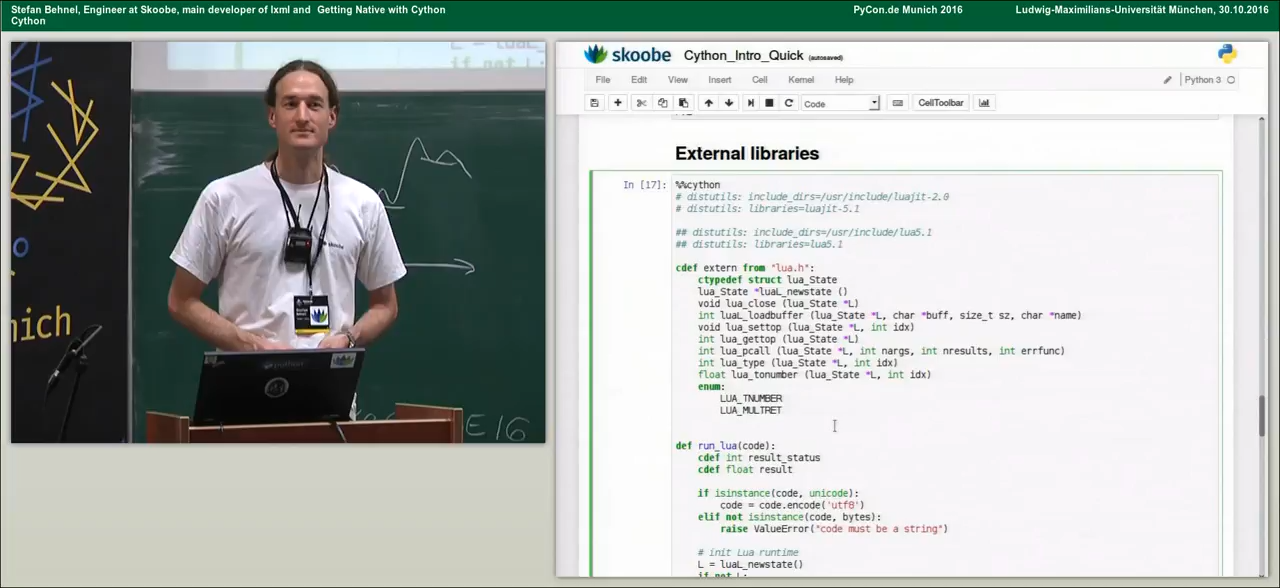 Stefan Behnel, Engineer at Skoobe, main developer of lxml and Cython
Getting Native with Cython
PyCon.de Munich 2016
Ludwig-Maximilians-Universität München, 30.10.2016
nich
python
E16
skoobe
Cython_Intro_Quick (autosaved)
File Edit View Insert Cell Kernel Help
Python 3
Code
CellToolbar
External libraries
In [17]:
%%cython
# distutils: include_dirs=/usr/include/luajit-2.0
# distutils: libraries=luajit-5.1
## distutils: include_dirs=/usr/include/lua5.1
## distutils: libraries=lua5.1
cdef extern from "lua.h":
ctypedef struct lua_State
lua_State *luaL_newstate ()
void lua_close (lua_State *L)
int luaL_loadbuffer (lua_State *L, char *buff, size_t sz, char *name)
void lua_settop (lua_State *L, int idx)
int lua_gettop (lua_State *L)
int lua_pcall (lua_State *L, int nargs, int nresults, int errfunc)
int lua_type (lua_State *L, int idx)
float lua_tonumber (lua_State *L, int idx)
enum:
LUA_TNUMBER
LUA_MULTRET
def run_lua(code):
cdef int result_status
cdef float result
if isinstance(code, unicode):
code = code.encode('utf8')
elif not isinstance(code, bytes):
raise ValueError("code must be a string")
# init Lua runtime
L = luaL_newstate()
if not L: